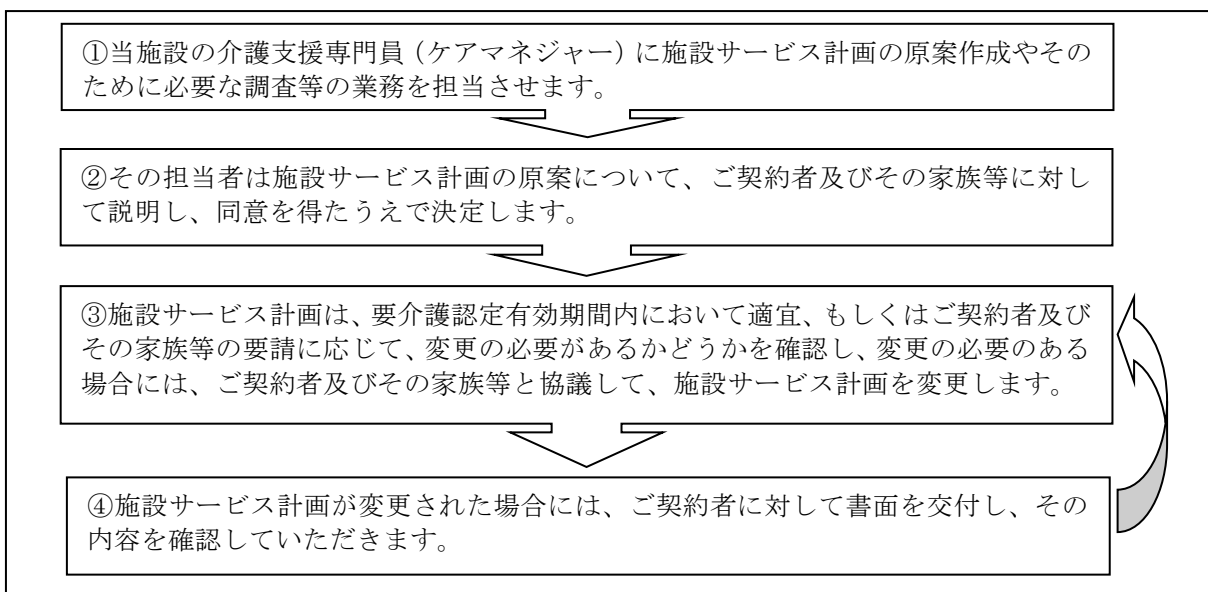 ①当施設の介護支援専門員（ケアマネジャー）に施設サービス計画の原案作成やその
ために必要な調査等の業務を担当させます。
②その担当者は施設サービス計画の原案について、ご契約者及びその家族等に対し
て説明し、同意を得たうえで決定します。
③施設サービス計画は、要介護認定有効期間内において適宜、もしくはご契約者及び
その家族等の要請に応じて、変更の必要があるかどうかを確認し、変更の必要のある
場合には、ご契約者及びその家族等と協議して、施設サービス計画を変更します。
④施設サービス計画が変更された場合には、ご契約者に対して書面を交付し、その
内容を確認していただきます。